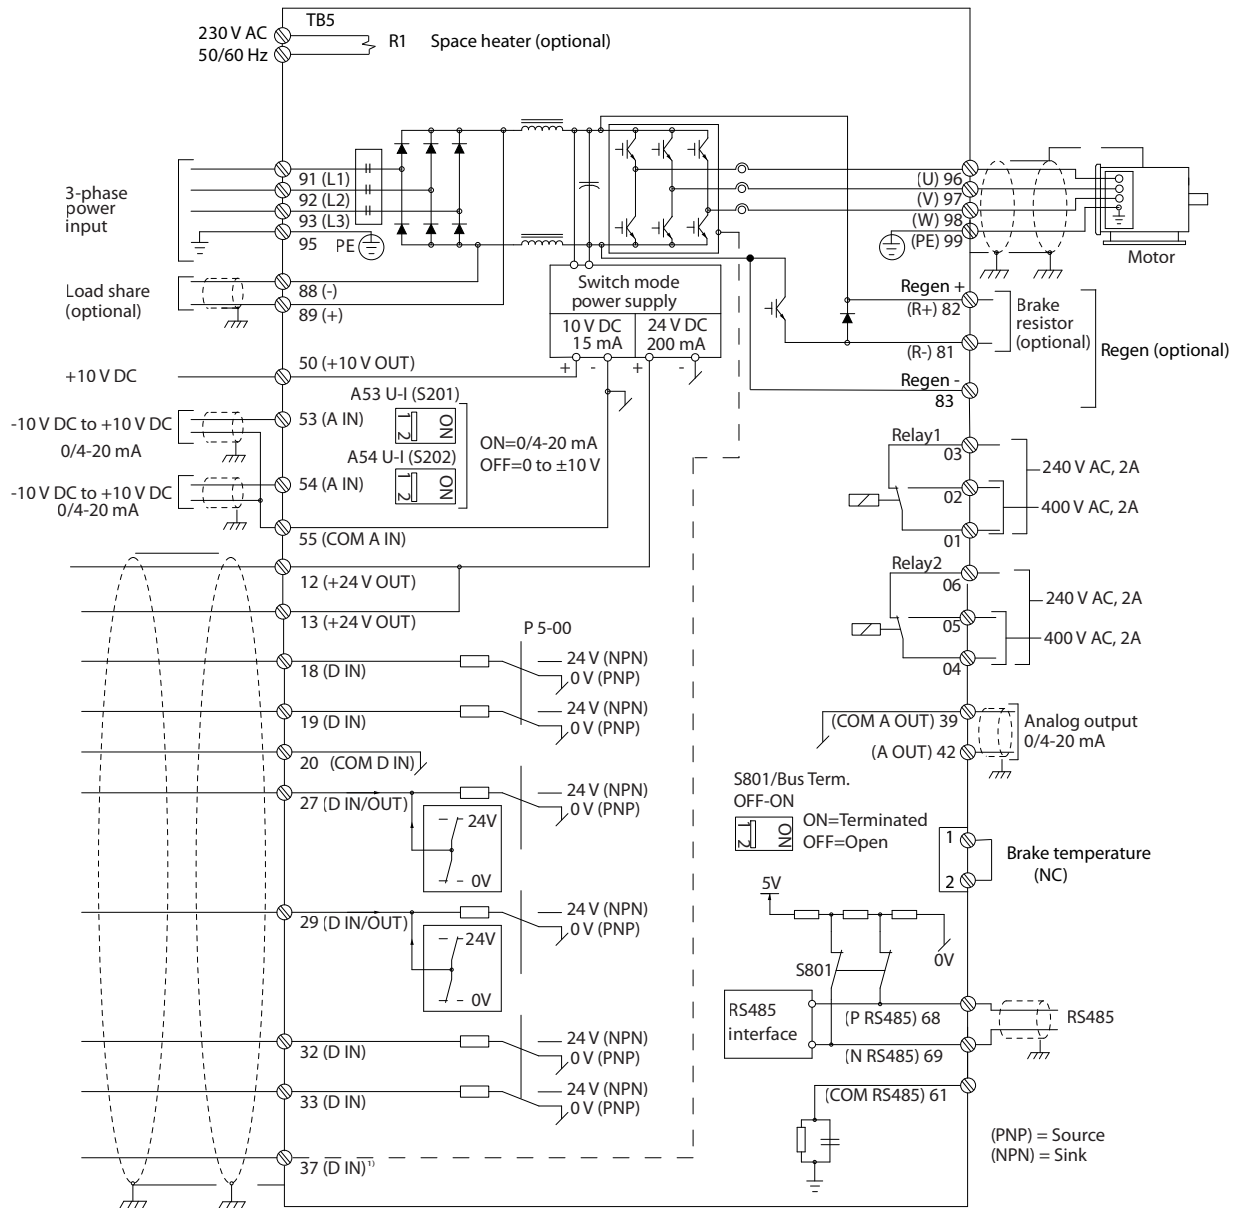 TB5
230 V AC
50/60 Hz
R1
Space heater (optional)
3-phase
power
input
91 (L1)
92 (L2)
93 (L3)
95
PE
(U) 96
(V) 97
(W) 98
(PE) 99
Motor
Load share
(optional)
88 (-)
89 (+)
Switch mode
power supply
10 V DC
15 mA
24 V DC
200 mA
+ - + -
Regen +
(R+) 82
Brake
resistor
(optional)
(R-) 81
Regen -
83
Regen (optional)
+10 V DC
50 (+10 V OUT)
-10 V DC to +10 V DC
0/4-20 mA
53 (A IN)
A53 U-I (S201)
1 2
ON
-10 V DC to +10 V DC
0/4-20 mA
54 (A IN)
A54 U-I (S202)
1 2
ON
ON=0/4-20 mA
OFF=0 to ±10 V
55 (COM A IN)
12 (+24 V OUT)
13 (+24 V OUT)
Relay1
03
02
01
240 V AC, 2A
400 V AC, 2A
Relay2
06
05
04
240 V AC, 2A
400 V AC, 2A
P 5-00
18 (D IN)
24 V (NPN)
0 V (PNP)
19 (D IN)
24 V (NPN)
0 V (PNP)
20 (COM D IN)
27 (D IN/OUT)
24 V (NPN)
0 V (PNP)
24V
0V
29 (D IN/OUT)
24 V (NPN)
0 V (PNP)
24V
0V
32 (D IN)
24 V (NPN)
0 V (PNP)
33 (D IN)
24 V (NPN)
0 V (PNP)
37 (D IN)¹⁾
(COM A OUT) 39
(A OUT) 42
Analog output
0/4-20 mA
S801/Bus Term.
OFF-ON
1 2
ON
ON=Terminated
OFF=Open
1
2
Brake temperature
(NC)
5V
0V
S801
RS485
interface
(P RS485) 68
(N RS485) 69
RS485
(COM RS485) 61
(PNP) = Source
(NPN) = Sink